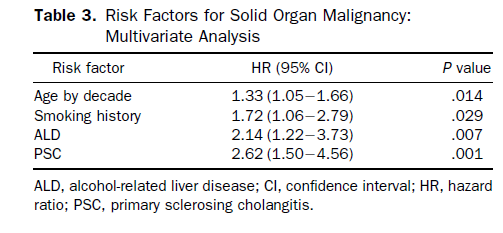 Table 3. Risk Factors for Solid Organ Malignancy:
Multivariate Analysis
Risk factor HR (95% CI) P value
Age by decade 1.33 (1.05–1.66) .014
Smoking history 1.72 (1.06–2.79) .029
ALD 2.14 (1.22–3.73) .007
PSC 2.62 (1.50–4.56) .001
ALD, alcohol-related liver disease; CI, confidence interval; HR, hazard
ratio; PSC, primary sclerosing cholangitis.